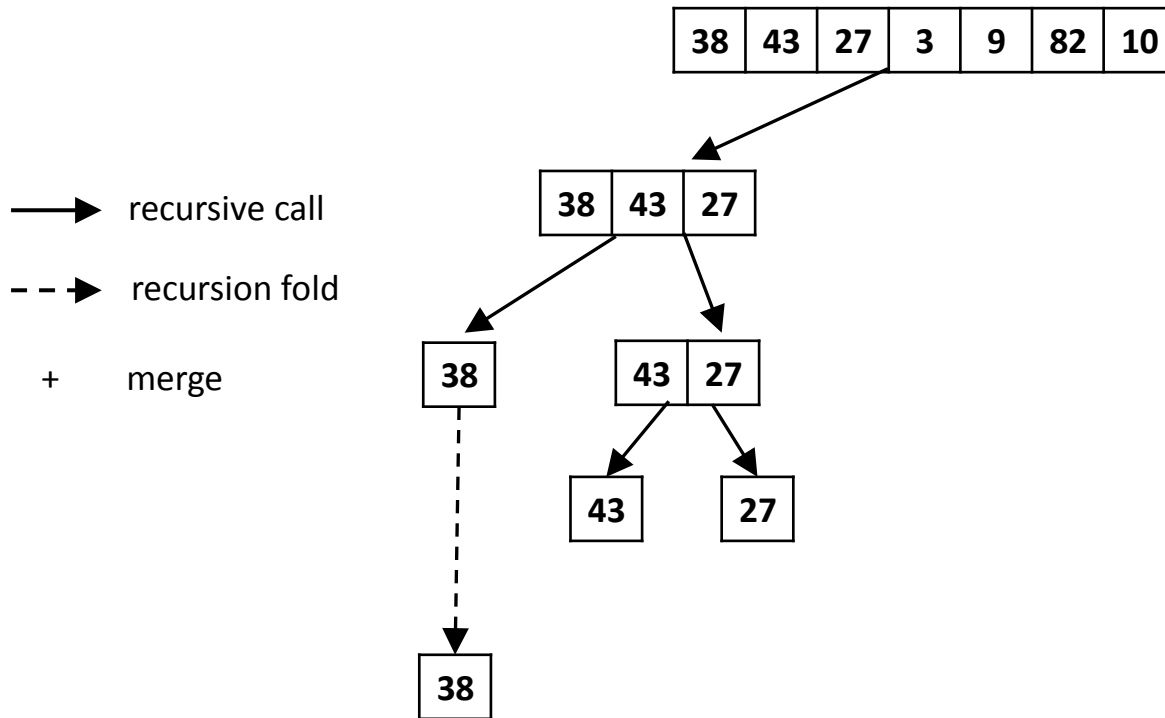 38 43 27 3 9 82 10
38 43 27
recursive call
recursion fold
38
43 27
+ merge
43
27
38